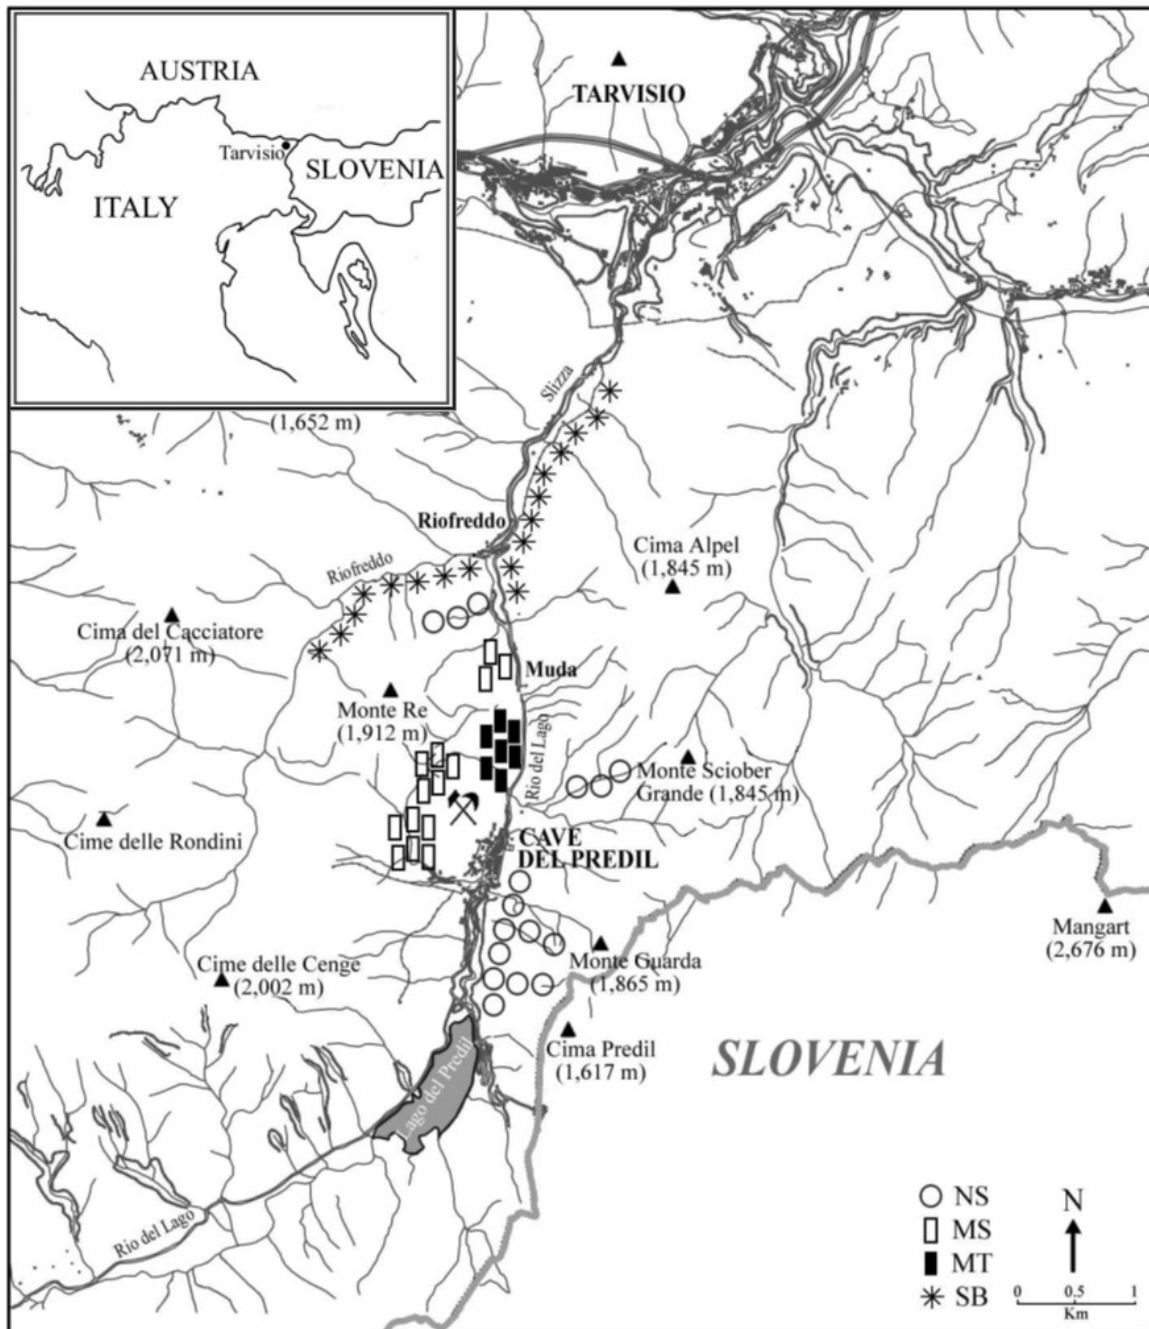 AUSTRIA
Tarvisio
SLOVENIA
ITALY
TARVISIO
(1,652 m)
Slizza
Riofreddo
Riofreddo
Cima Alpel
(1,845 m)
Cima del Cacciatore
(2,071 m)
Muda
Monte Re
(1,912 m)
Rio del Lago
Monte Sciober
Grande (1,845 m)
Cime delle Rondini
CAVE
DEL PREDIL
Mangart
(2,676 m)
Cime delle Cenge
(2,002 m)
Monte Guarda
(1,865 m)
Cima Predil
(1,617 m)
SLOVENIA
Lago del Predil
Rio del Lago
NS
MS
MT
SB
N
0 0.5 1
Km